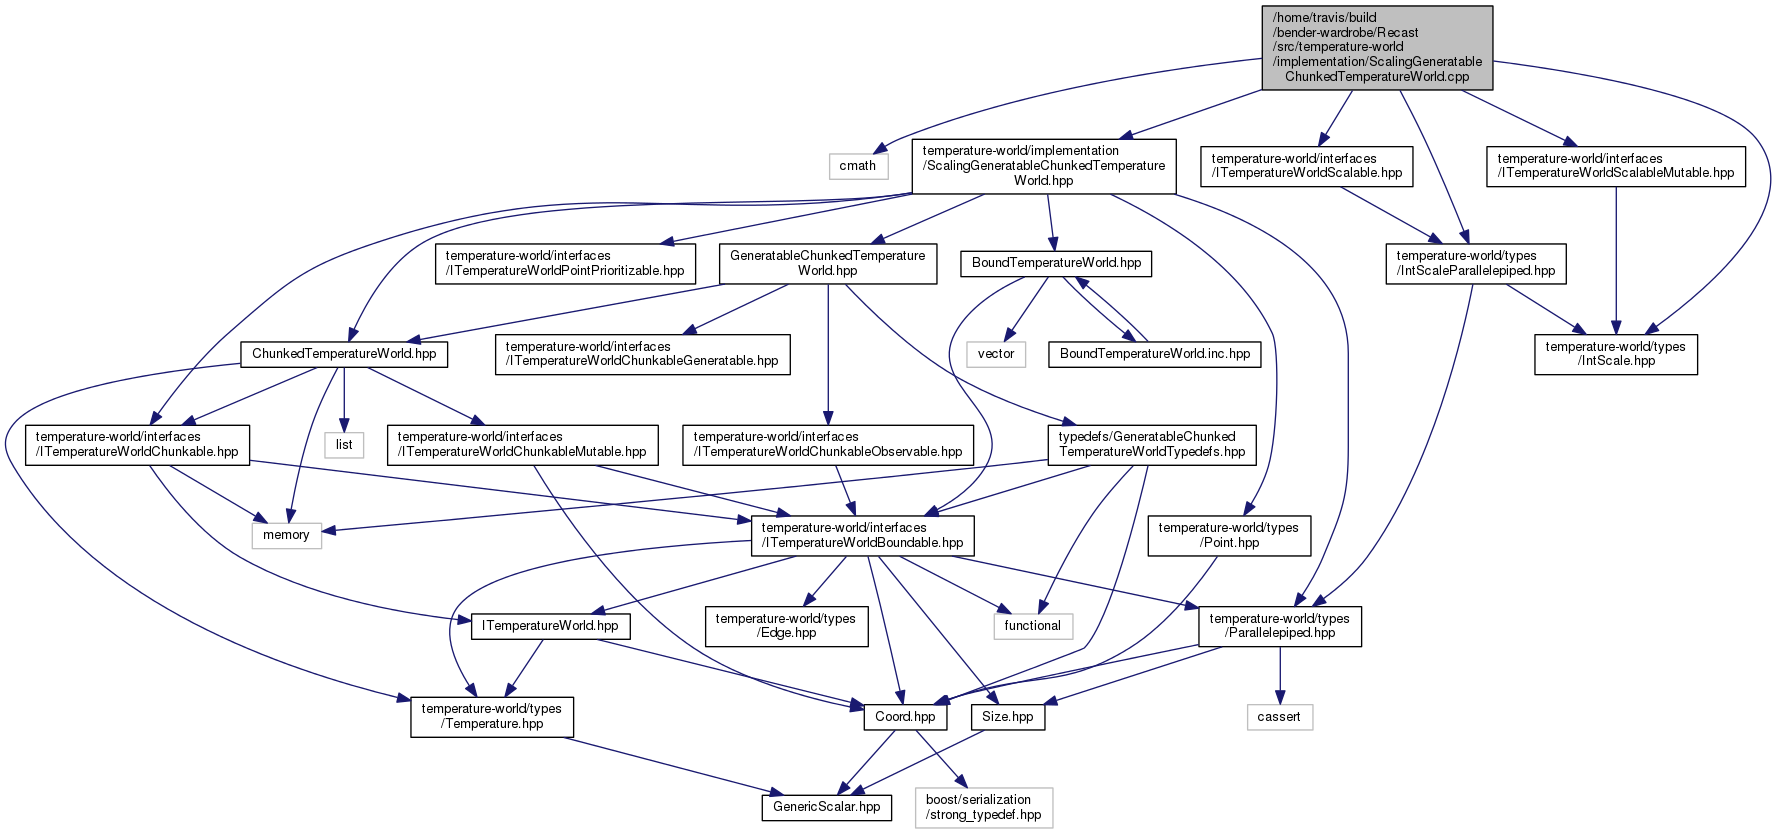 /home/travis/build
/bender-wardrobe/Recast
/src/temperature-world
/implementation/ScalingGeneratable
ChunkedTemperatureWorld.cpp
cmath
temperature-world/implementation
/ScalingGeneratableChunkedTemperature
World.hpp
temperature-world/interfaces
/ITemperatureWorldScalable.hpp
temperature-world/interfaces
/ITemperatureWorldScalableMutable.hpp
temperature-world/interfaces
/ITemperatureWorldPointPrioritizable.hpp
GeneratableChunkedTemperature
World.hpp
BoundTemperatureWorld.hpp
temperature-world/types
/IntScaleParallelepiped.hpp
ChunkedTemperatureWorld.hpp
temperature-world/interfaces
/ITemperatureWorldChunkableGeneratable.hpp
vector
BoundTemperatureWorld.inc.hpp
temperature-world/types
/IntScale.hpp
temperature-world/interfaces
/ITemperatureWorldChunkable.hpp
list
temperature-world/interfaces
/ITemperatureWorldChunkableMutable.hpp
temperature-world/interfaces
/ITemperatureWorldChunkableObservable.hpp
typedefs/GeneratableChunked
TemperatureWorldTypedefs.hpp
memory
temperature-world/interfaces
/ITemperatureWorldBoundable.hpp
temperature-world/types
/Point.hpp
ITemperatureWorld.hpp
temperature-world/types
/Edge.hpp
functional
temperature-world/types
/Parallelepiped.hpp
temperature-world/types
/Temperature.hpp
Coord.hpp
Size.hpp
cassert
GenericScalar.hpp
boost/serialization
/strong_typedef.hpp